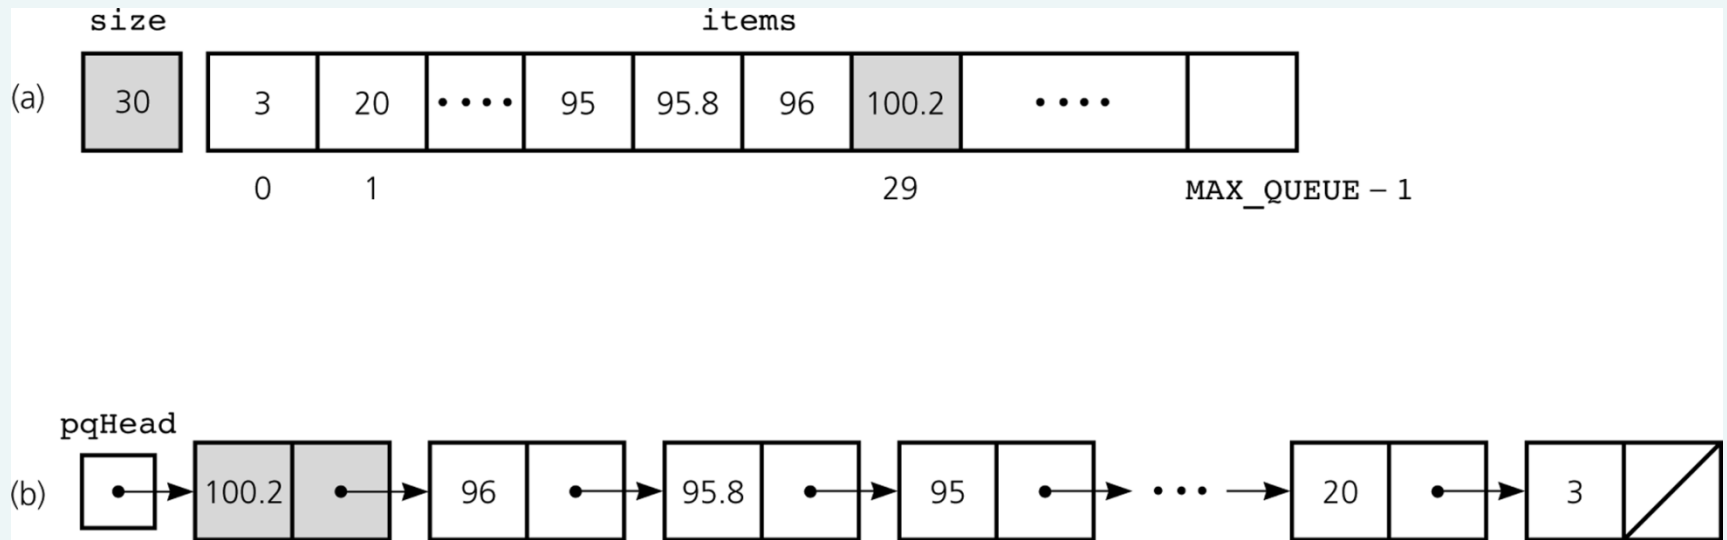 size items
(a) 30 3 20 •••• 95 95.8 96 100.2 ••••
0 1 29 MAX_QUEUE – 1
pqHead
(b) 100.2 96 95.8 95 ••• 20 3